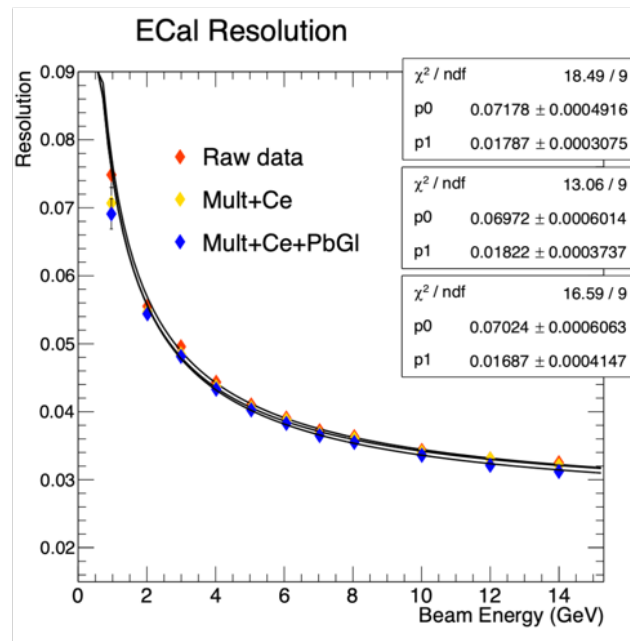 ECal Resolution
Resolution
0.09
0.08
0.07
0.06
0.05
0.04
0.03
0.02
Raw data
Mult+Ce
Mult+Ce+PbGl
χ² / ndf 18.49 / 9
p0 0.07178 ± 0.0004916
p1 0.01787 ± 0.0003075
χ² / ndf 13.06 / 9
p0 0.06972 ± 0.0006014
p1 0.01822 ± 0.0003737
χ² / ndf 16.59 / 9
p0 0.07024 ± 0.0006063
p1 0.01687 ± 0.0004147
0 2 4 6 8 10 12 14
Beam Energy (GeV)